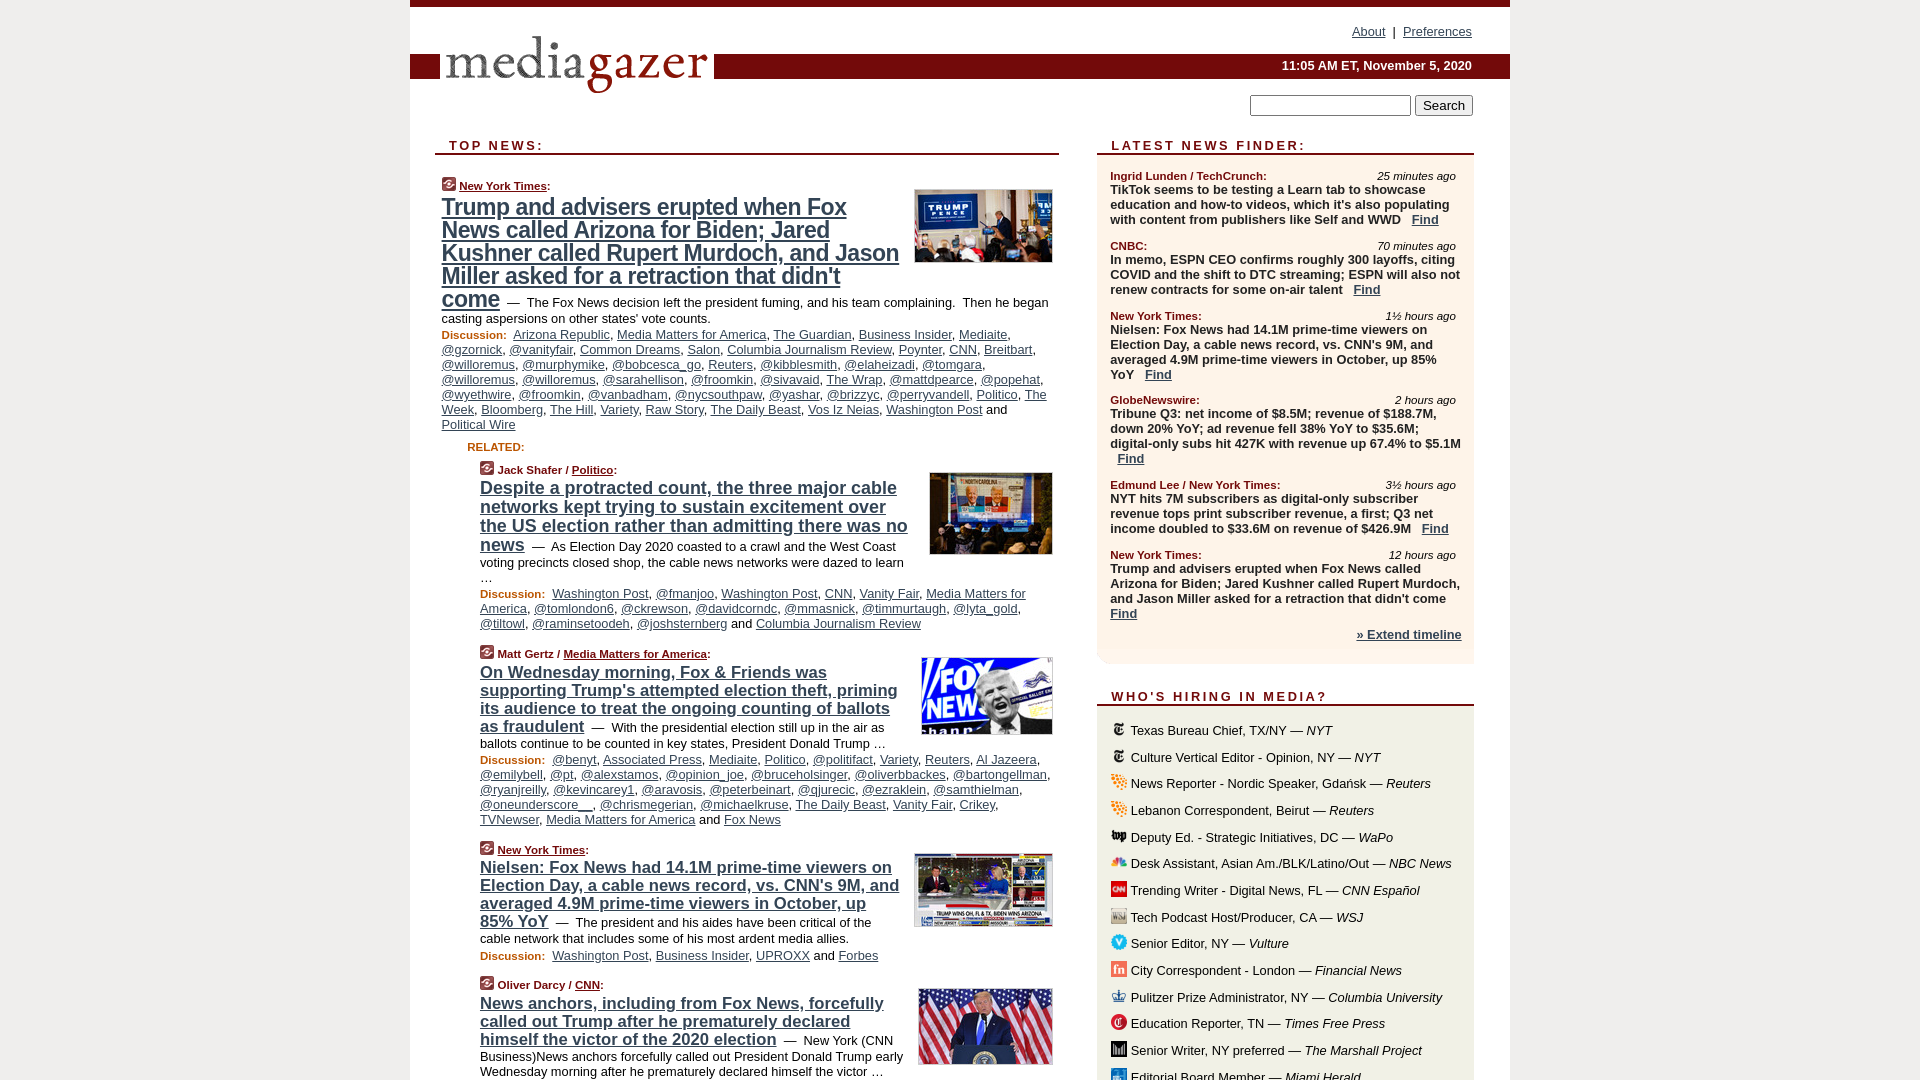 About | Preferences
mediagazer
11:05 AM ET, November 5, 2020
Search
TOP NEWS:
New York Times:
Trump and advisers erupted when Fox
News called Arizona for Biden; Jared
Kushner called Rupert Murdoch, and Jason
Miller asked for a retraction that didn't
come — The Fox News decision left the president fuming, and his team complaining. Then he began
casting aspersions on other states' vote counts.
Discussion: Arizona Republic, Media Matters for America, The Guardian, Business Insider, Mediaite,
@gzornick, @vanityfair, Common Dreams, Salon, Columbia Journalism Review, Poynter, CNN, Breitbart,
@willoremus, @murphymike, @bobcesca_go, Reuters, @kibblesmith, @elaheizadi, @tomgara,
@willoremus, @willoremus, @sarahellison, @froomkin, @sivavaid, The Wrap, @mattdpearce, @popehat,
@wyethwire, @froomkin, @vanbadham, @nycsouthpaw, @yashar, @brizzyc, @perryvandell, Politico, The
Week, Bloomberg, The Hill, Variety, Raw Story, The Daily Beast, Vos Iz Neias, Washington Post and
Political Wire
RELATED:
Jack Shafer / Politico:
Despite a protracted count, the three major cable
networks kept trying to sustain excitement over
the US election rather than admitting there was no
news — As Election Day 2020 coasted to a crawl and the West Coast
voting precincts closed shop, the cable news networks were dazed to learn
…
Discussion: Washington Post, @fmanjoo, Washington Post, CNN, Vanity Fair, Media Matters for
America, @tomlondon6, @ckrewson, @davidcorndc, @mmasnick, @timmurtaugh, @lyta_gold,
@tiltowl, @raminsetoodeh, @joshsternberg and Columbia Journalism Review
Matt Gertz / Media Matters for America:
On Wednesday morning, Fox & Friends was
supporting Trump's attempted election theft, priming
its audience to treat the ongoing counting of ballots
as fraudulent — With the presidential election still up in the air as
ballots continue to be counted in key states, President Donald Trump …
Discussion: @benyt, Associated Press, Mediaite, Politico, @politifact, Variety, Reuters, Al Jazeera,
@emilybell, @pt, @alexstamos, @opinion_joe, @bruceholsinger, @oliverbbackes, @bartongellman,
@ryanjreilly, @kevincarey1, @aravosis, @peterbeinart, @qjurecic, @ezraklein, @samthielman,
@oneunderscore__, @chrismegerian, @michaelkruse, The Daily Beast, Vanity Fair, Crikey,
TVNewser, Media Matters for America and Fox News
New York Times:
Nielsen: Fox News had 14.1M prime-time viewers on
Election Day, a cable news record, vs. CNN's 9M, and
averaged 4.9M prime-time viewers in October, up
85% YoY — The president and his aides have been critical of the
cable network that includes some of his most ardent media allies.
Discussion: Washington Post, Business Insider, UPROXX and Forbes
Oliver Darcy / CNN:
News anchors, including from Fox News, forcefully
called out Trump after he prematurely declared
himself the victor of the 2020 election — New York (CNN
Business)News anchors forcefully called out President Donald Trump early
Wednesday morning after he prematurely declared himself the victor …
TRUMP
PENCE
NORTH CAROLINA
FOX
NEWS
chann
TRUMP WINS OH, FL & TX, BIDEN WINS ARIZONA
LATEST NEWS FINDER:
Ingrid Lunden / TechCrunch: 25 minutes ago
TikTok seems to be testing a Learn tab to showcase
education and how-to videos, which it's also populating
with content from publishers like Self and WWD Find
CNBC: 70 minutes ago
In memo, ESPN CEO confirms roughly 300 layoffs, citing
COVID and the shift to DTC streaming; ESPN will also not
renew contracts for some on-air talent Find
New York Times: 1½ hours ago
Nielsen: Fox News had 14.1M prime-time viewers on
Election Day, a cable news record, vs. CNN's 9M, and
averaged 4.9M prime-time viewers in October, up 85%
YoY Find
GlobeNewswire: 2 hours ago
Tribune Q3: net income of $8.5M; revenue of $188.7M,
down 20% YoY; ad revenue fell 38% YoY to $35.6M;
digital-only subs hit 427K with revenue up 67.4% to $5.1M
Find
Edmund Lee / New York Times: 3½ hours ago
NYT hits 7M subscribers as digital-only subscriber
revenue tops print subscriber revenue, a first; Q3 net
income doubled to $33.6M on revenue of $426.9M Find
New York Times: 12 hours ago
Trump and advisers erupted when Fox News called
Arizona for Biden; Jared Kushner called Rupert Murdoch,
and Jason Miller asked for a retraction that didn't come
Find
» Extend timeline
WHO'S HIRING IN MEDIA?
Texas Bureau Chief, TX/NY — NYT
Culture Vertical Editor - Opinion, NY — NYT
News Reporter - Nordic Speaker, Gdańsk — Reuters
Lebanon Correspondent, Beirut — Reuters
wp Deputy Ed. - Strategic Initiatives, DC — WaPo
Desk Assistant, Asian Am./BLK/Latino/Out — NBC News
CNN Trending Writer - Digital News, FL — CNN Español
WSJ Tech Podcast Host/Producer, CA — WSJ
Senior Editor, NY — Vulture
fn City Correspondent - London — Financial News
Pulitzer Prize Administrator, NY — Columbia University
Education Reporter, TN — Times Free Press
Senior Writer, NY preferred — The Marshall Project
Editorial Board Member — Miami Herald